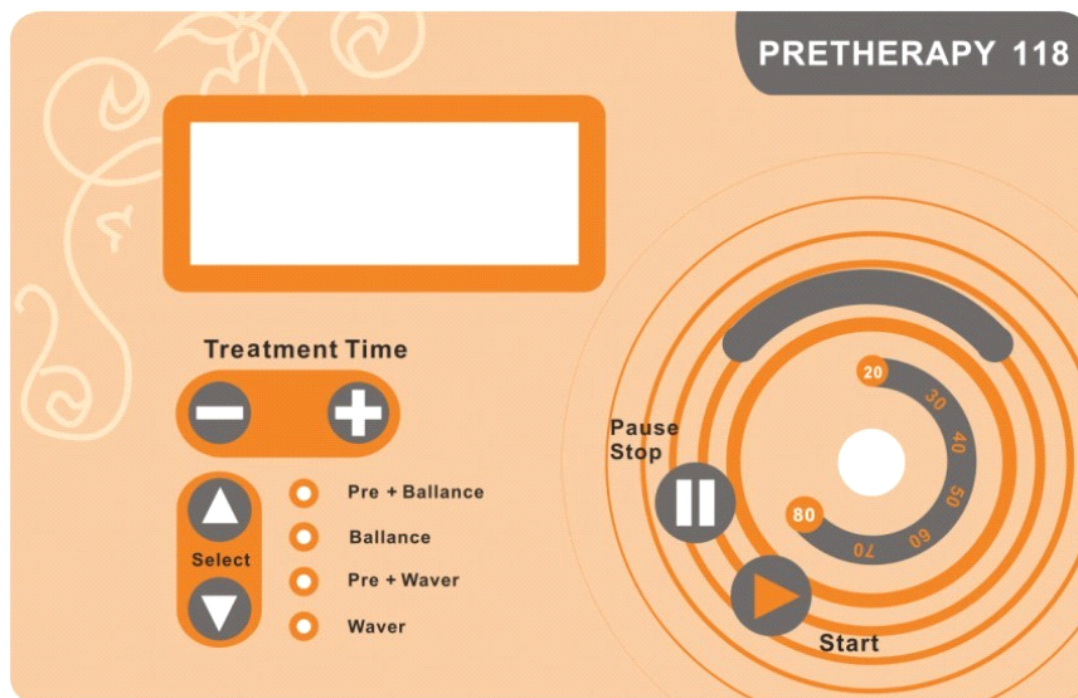 PRETHERAPY 118
Treatment Time
Pause
Stop
Select
Pre + Ballance
Ballance
Pre + Waver
Waver
20
30
40
50
60
70
80
Start